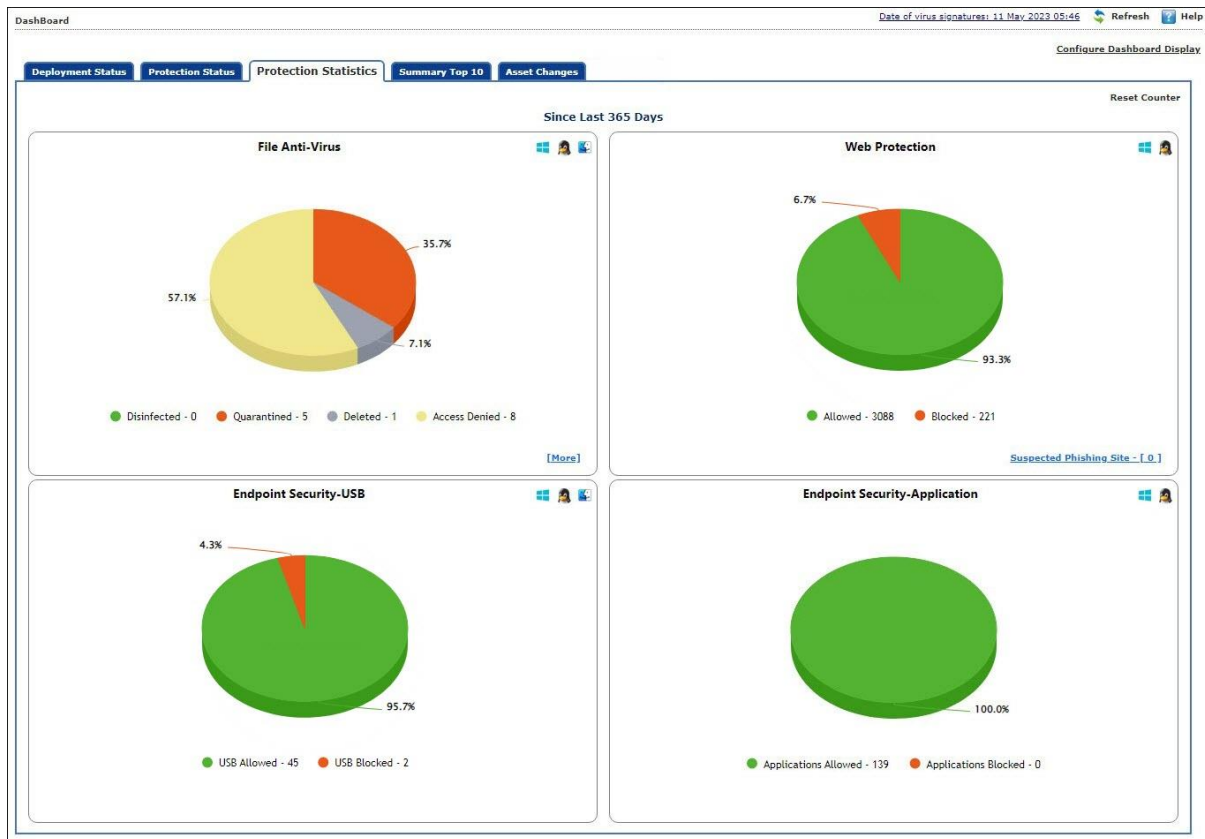 DashBoard
Date of virus signatures: 11 May 2023 05:46 Refresh ? Help
Configure Dashboard Display
Deployment Status Protection Status Protection Statistics Summary Top 10 Asset Changes
Reset Counter
Since Last 365 Days
File Anti-Virus
35.7%
57.1%
7.1%
Disinfected - 0 Quarantined - 5 Deleted - 1 Access Denied - 8
[More]
Web Protection
6.7%
93.3%
Allowed - 3088 Blocked - 221
Suspected Phishing Site - [ 0 ]
Endpoint Security-USB
4.3%
95.7%
USB Allowed - 45 USB Blocked - 2
Endpoint Security-Application
100.0%
Applications Allowed - 139 Applications Blocked - 0